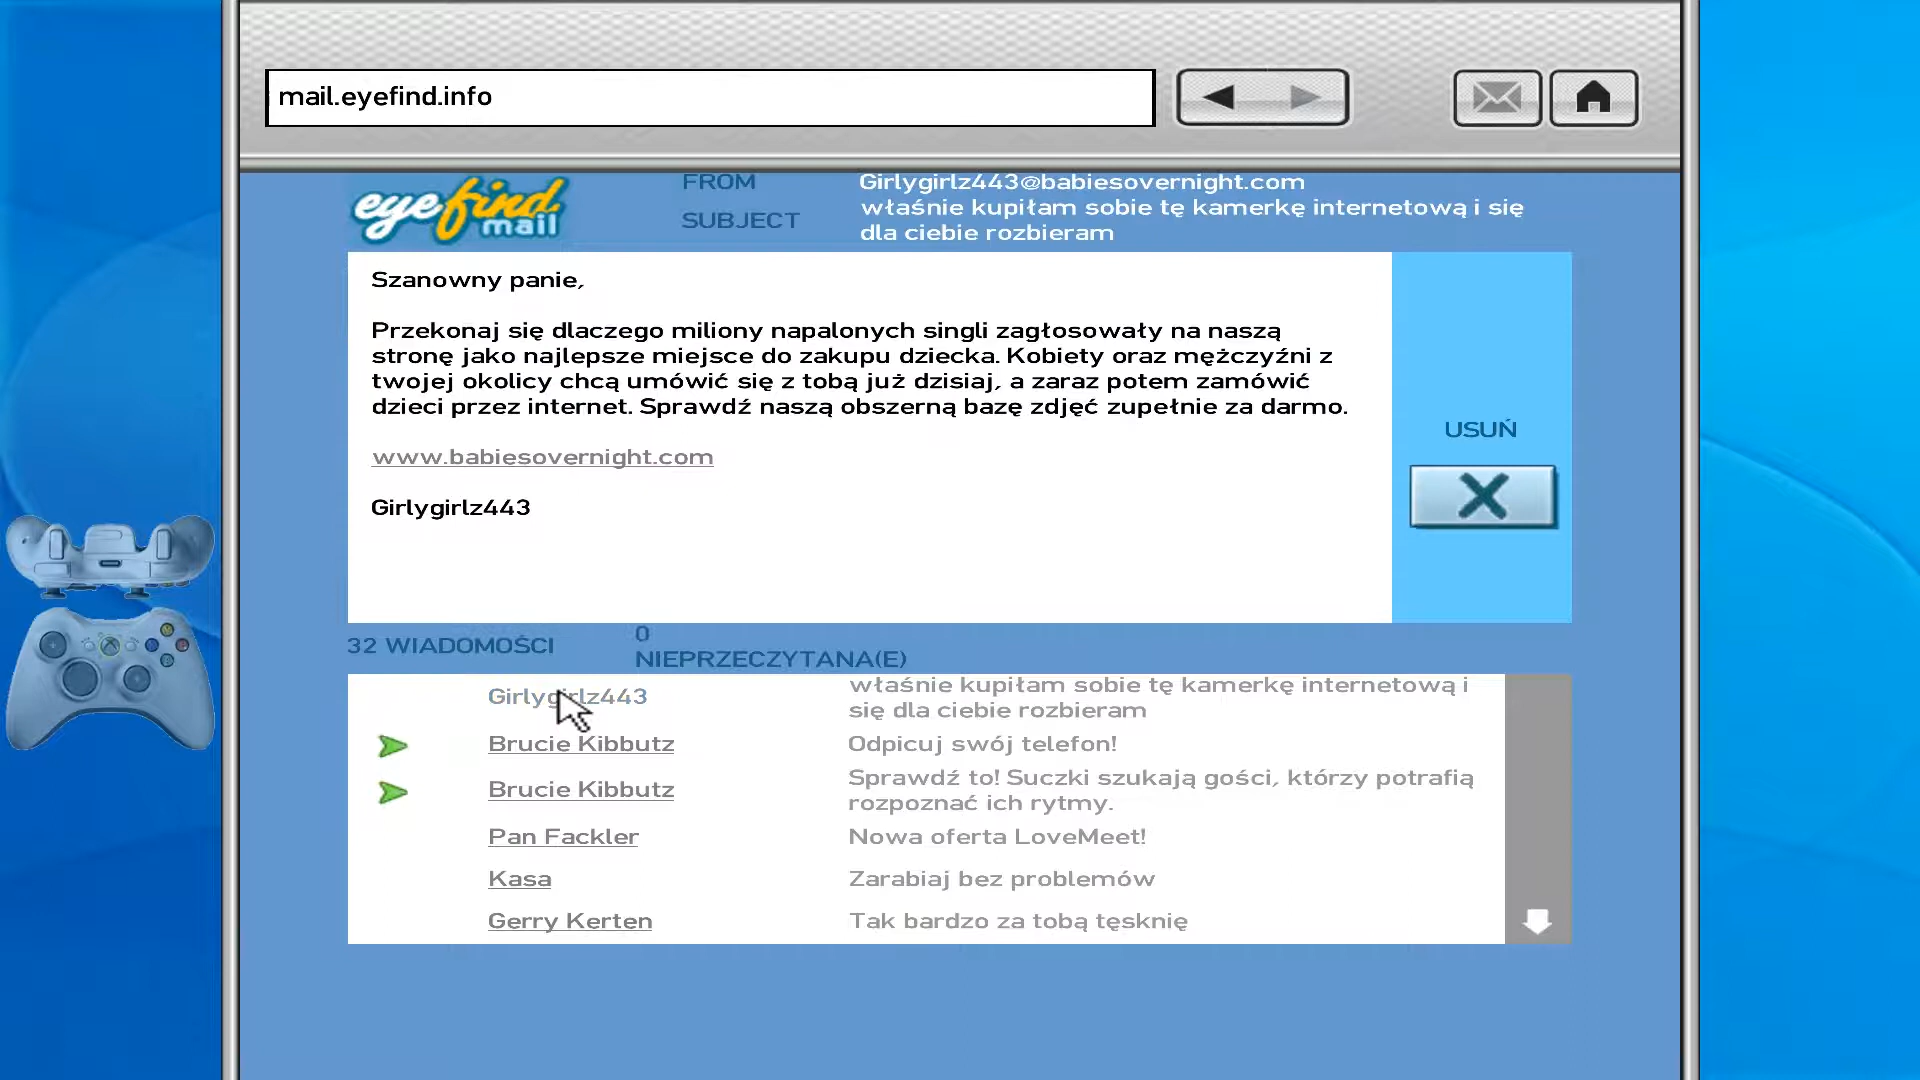 mail.eyefind.info
eyefind
mail
FROM
Girlygirlz443@babiesovernight.com
SUBJECT
właśnie kupiłam sobie tę kamerkę internetową i się
dla ciebie rozbieram
Szanowny panie,
Przekonaj się dlaczego miliony napalonych singli zagłosowały na naszą
stronę jako najlepsze miejsce do zakupu dziecka. Kobiety oraz mężczyźni z
twojej okolicy chcą umówić się z tobą już dzisiaj, a zaraz potem zamówić
dzieci przez internet. Sprawdź naszą obszerną bazę zdjęć zupełnie za darmo.
www.babiesovernight.com
Girlygirlz443
USUŃ
32 WIADOMOŚCI
0
NIEPRZECZYTANA(E)
Girlygirlz443
właśnie kupiłam sobie tę kamerkę internetową i
się dla ciebie rozbieram
Brucie Kibbutz
Odpicuj swój telefon!
Brucie Kibbutz
Sprawdź to! Suczki szukają gości, którzy potrafią
rozpoznać ich rytmy.
Pan Fackler
Nowa oferta LoveMeet!
Kasa
Zarabiaj bez problemów
Gerry Kerten
Tak bardzo za tobą tęsknię